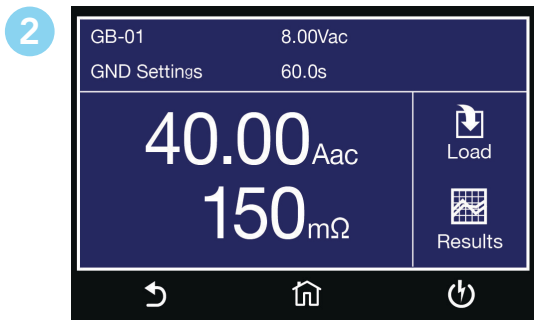 2
GB-01 8.00Vac
GND Settings 60.0s
40.00Aac
150mΩ
Load
Results